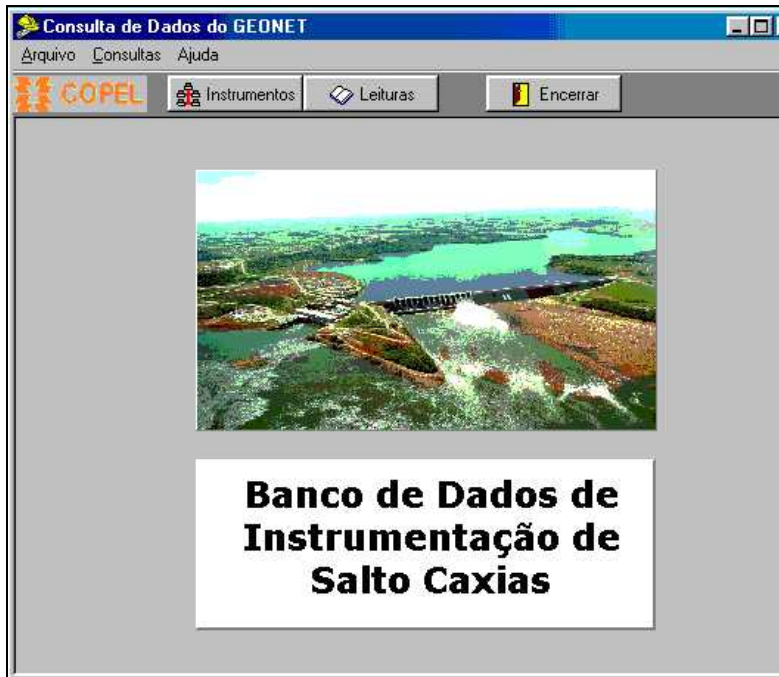 Consulta de Dados do GEONET
Arquivo Consultas Ajuda
COPEL Instrumentos Leituras Encerrar
Banco de Dados de
Instrumentação de
Salto Caxias